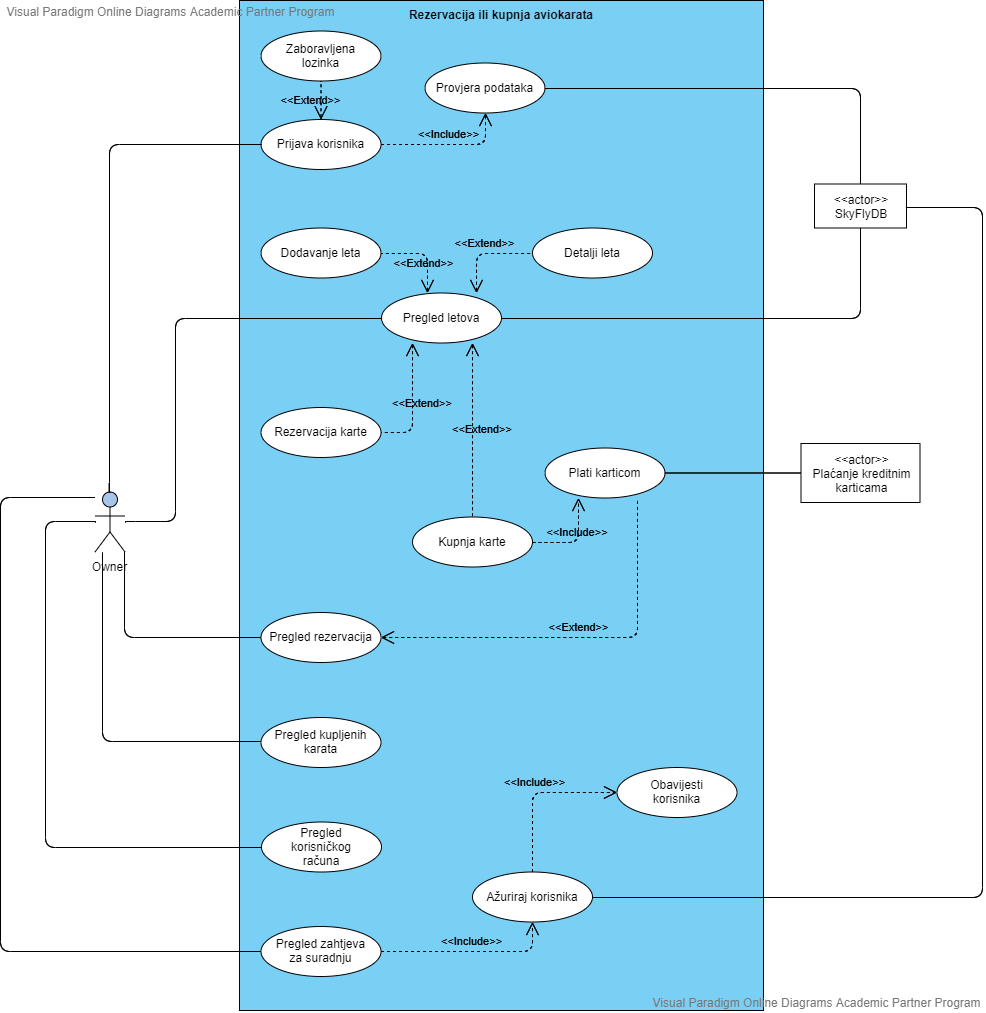 Visual Paradigm Online Diagrams Academic Partner Program
Rezervacija ili kupnja aviokarata
Zaboravljena
lozinka
Provjera podataka
<<Extend>>
<<Include>>
Prijava korisnika
<<actor>>
SkyFlyDB
Dodavanje leta
<<Extend>>
<<Extend>>
Detalji leta
Pregled letova
<<Extend>>
Rezervacija karte
<<Extend>>
Plati karticom
<<actor>>
Plaćanje kreditnim
karticama
Kupnja karte
<<Include>>
Owner
Pregled rezervacija
<<Extend>>
Pregled kupljenih
karata
<<Include>>
Obavijesti
korisnika
Pregled
korisničkog
računa
Ažuriraj korisnika
Pregled zahtjeva
za suradnju
<<Include>>
Visual Paradigm Online Diagrams Academic Partner Program